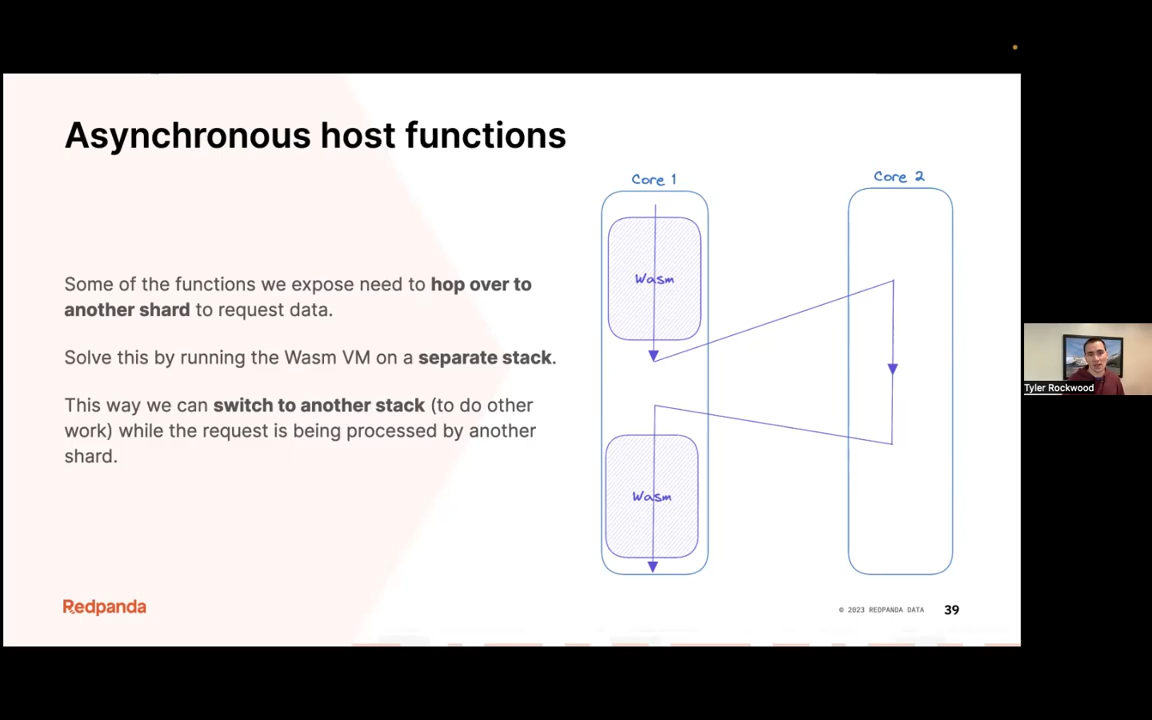 Asynchronous host functions
Some of the functions we expose need to hop over to
another shard to request data.
Solve this by running the Wasm VM on a separate stack.
This way we can switch to another stack (to do other
work) while the request is being processed by another
shard.
Core 1
Core 2
Wasm
Wasm
Redpanda
© 2023 REDPANDA DATA
39
Tyler Rockwood